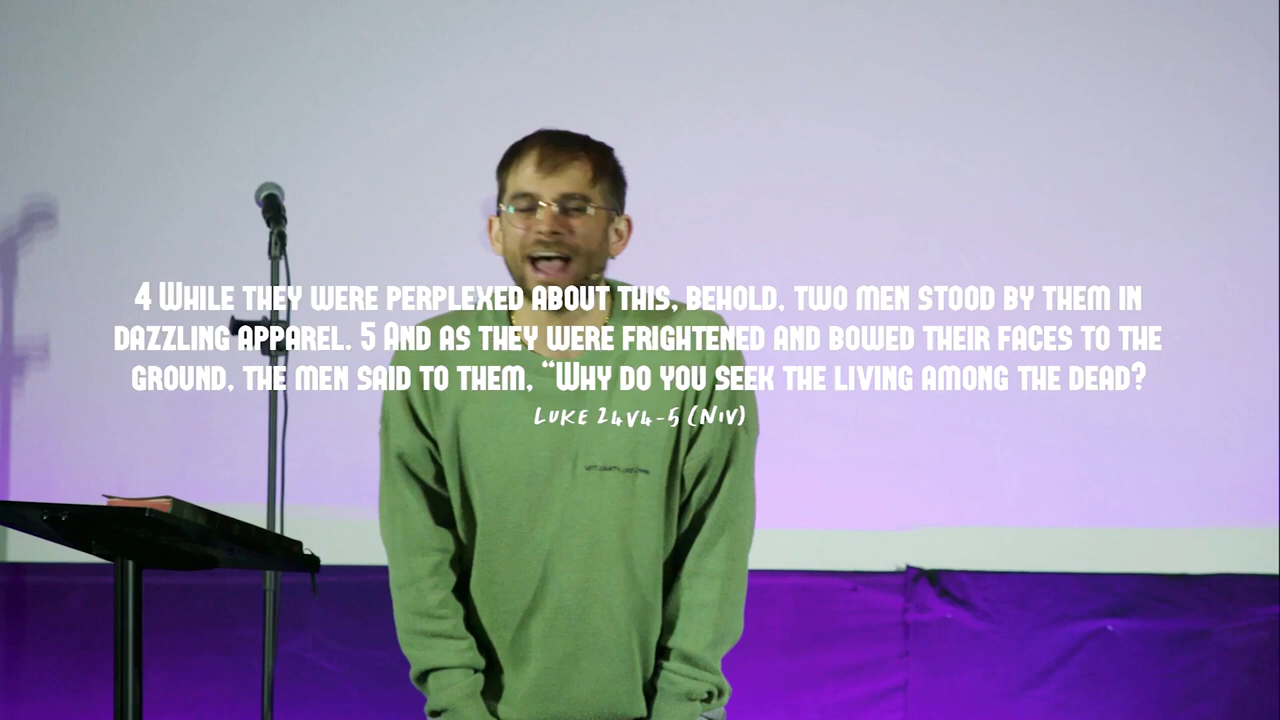 4 While they were perplexed about this, behold, two men stood by them in
dazzling apparel. 5 And as they were frightened and bowed their faces to the
ground, the men said to them, “Why do you seek the living among the dead?
Luke 24v4-5 (NIV)